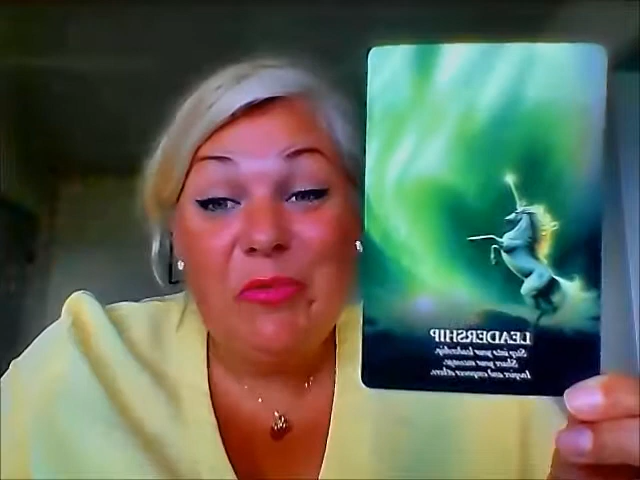 LEADERSHIP
Step into your leadership.
Share your message.
Inspire and empower others.